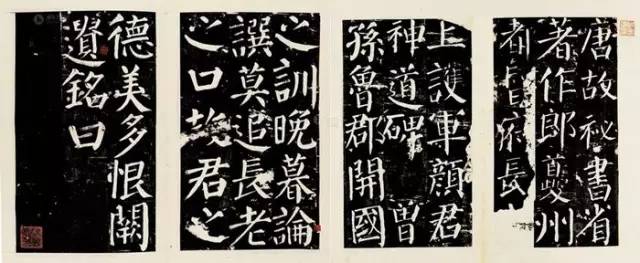 唐故祕書省
著作郎夔州
都督府長
上護軍顏君
神道碑 曾
孫魯郡開國
之訓晚暮論
譔莫追長老
之口故君之
德美多恨闕
遺銘曰